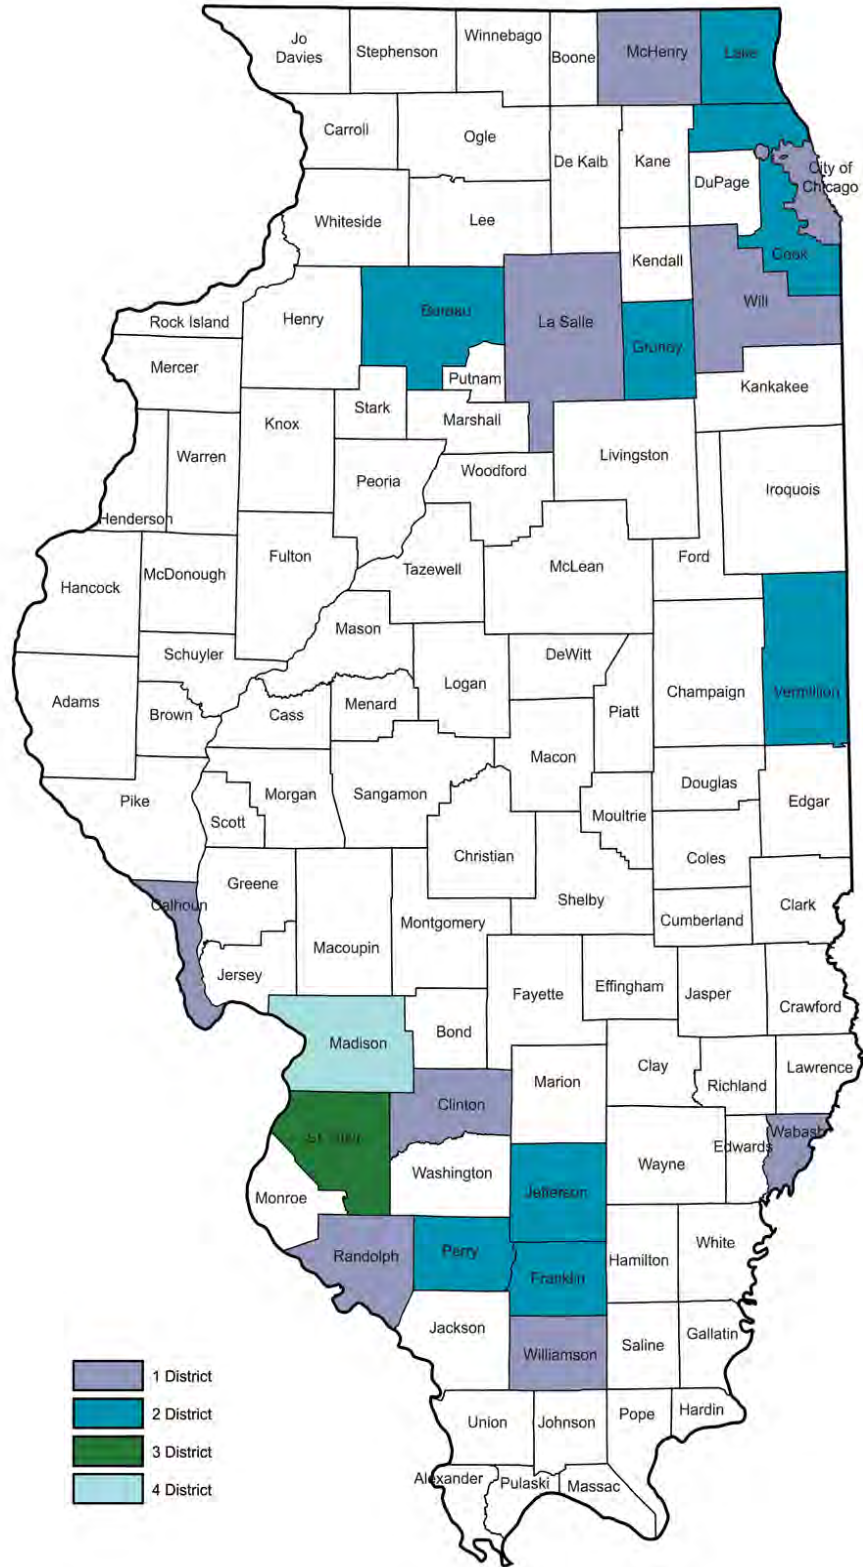 Jo
Davies
Stephenson
Winnebago
Boone
McHenry
Lake
Carroll
Ogle
De Kalb
Kane
DuPage
City of
Chicago
Whiteside
Lee
Kendall
Cook
Rock Island
Henry
Bureau
La Salle
Grundy
Will
Mercer
Putnam
Kankakee
Stark
Knox
Marshall
Warren
Peoria
Woodford
Livingston
Iroquois
Henderson
Fulton
Tazewell
McLean
Ford
Hancock
McDonough
Mason
Schuyler
DeWitt
Logan
Champaign
Vermillion
Adams
Brown
Cass
Menard
Piatt
Macon
Pike
Morgan
Sangamon
Douglas
Edgar
Scott
Moultrie
Christian
Coles
Greene
Shelby
Calhoun
Montgomery
Cumberland
Clark
Macoupin
Jersey
Fayette
Effingham
Jasper
Crawford
Madison
Bond
Marion
Clay
Richland
Lawrence
Clinton
Wabash
Edwards
Washington
Wayne
Jefferson
Monroe
Randolph
Perry
Franklin
Hamilton
White
Jackson
Williamson
Saline
Gallatin
1 District
2 District
3 District
4 District
Union
Johnson
Pope
Hardin
Alexander
Pulaski
Massac